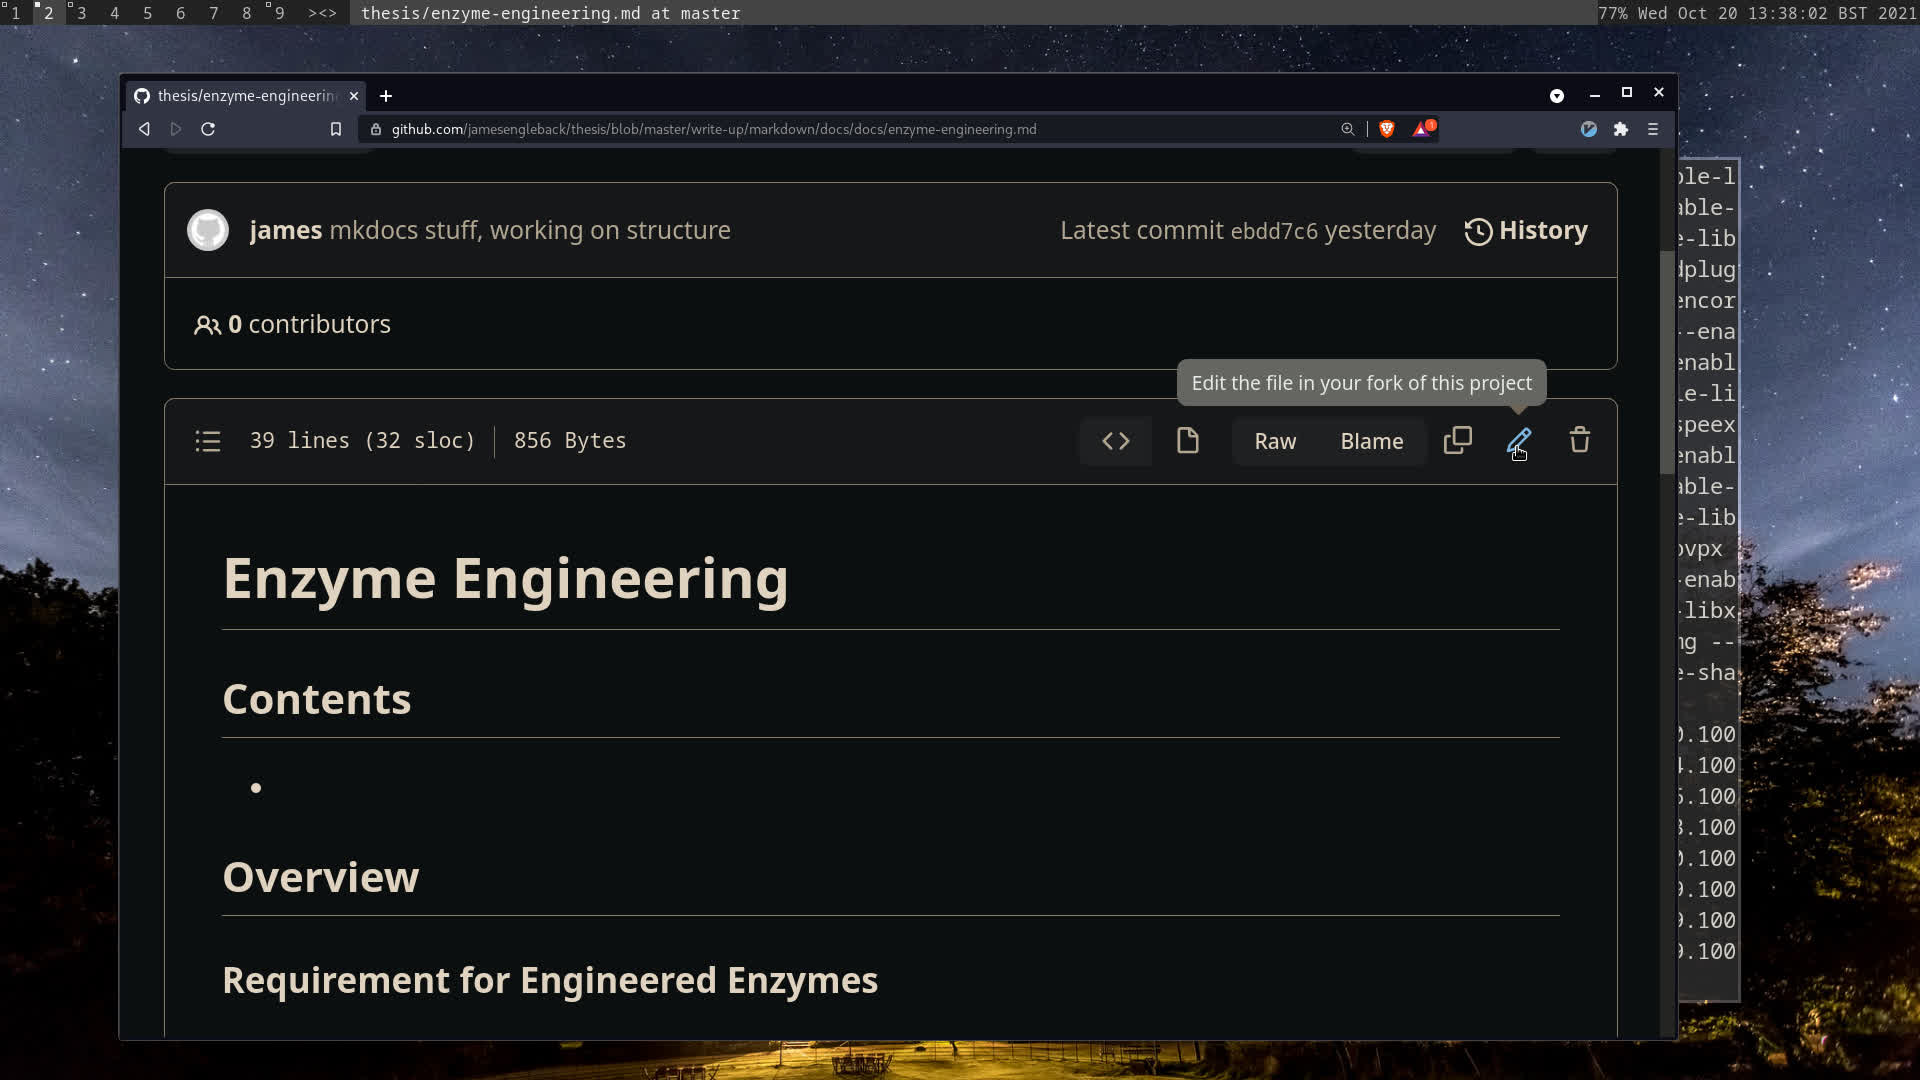 1 2 3 4 5 6 7 8 9 ><> thesis/enzyme-engineering.md at master 77% Wed Oct 20 13:38:02 BST 2021
thesis/enzyme-engineerin
github.com/jamesengleback/thesis/blob/master/write-up/markdown/docs/docs/enzyme-engineering.md 1
james mkdocs stuff, working on structure Latest commit ebdd7c6 yesterday History
0 contributors
Edit the file in your fork of this project
39 lines (32 sloc) 856 Bytes <> Raw Blame
Enzyme Engineering
Contents
Overview
Requirement for Engineered Enzymes
ble-l
able-
e-lib
dplug
encor
--ena
enabl
le-li
speex
enabl
able-
e-lib
ovpx
-enab
-libx
ng --
e-sha
.100
.100
.100
.100
.100
.100
.100
.100